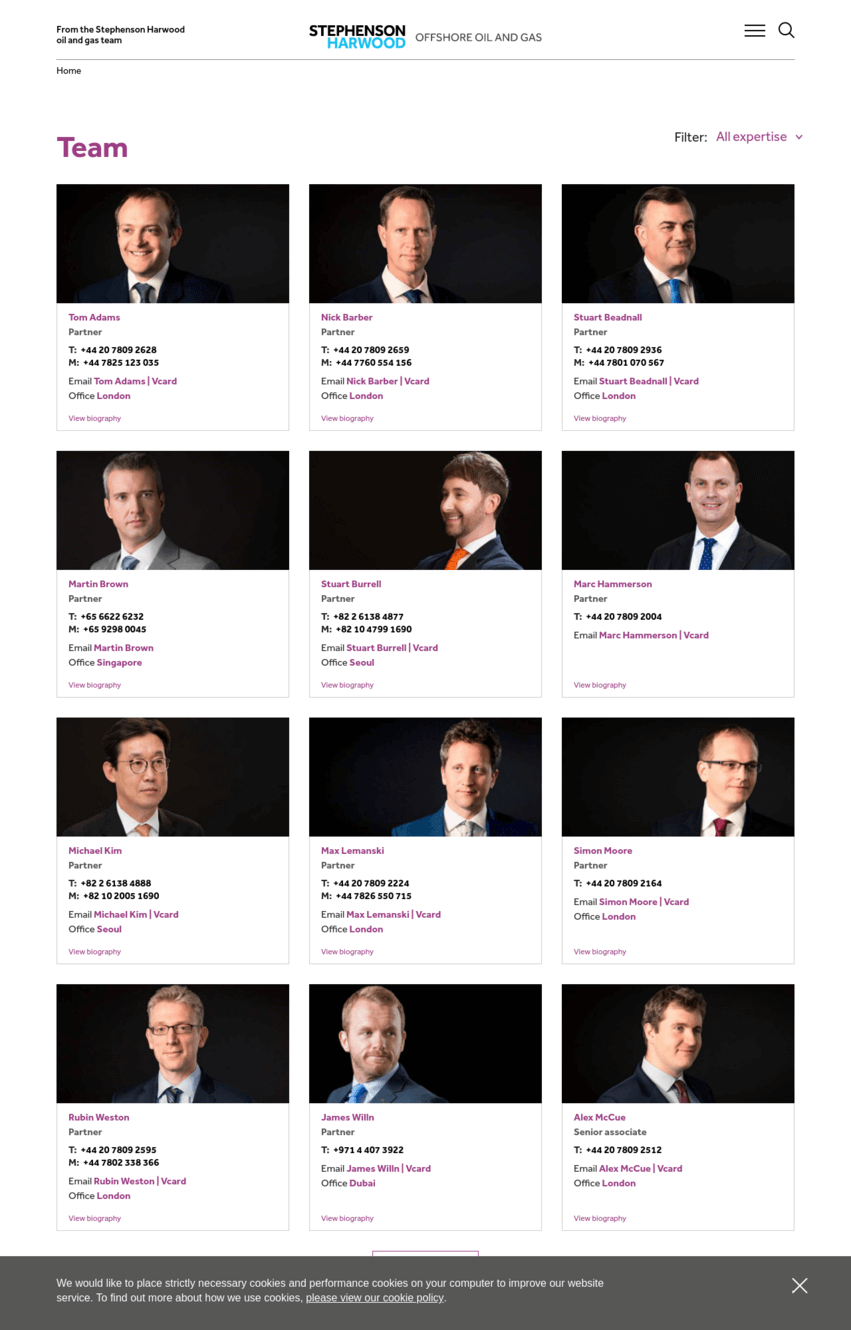 From the Stephenson Harwood
oil and gas team
STEPHENSON
HARWOOD
OFFSHORE OIL AND GAS
Home
Team
Filter: All expertise
Tom Adams
Partner
T: +44 20 7809 2628
M: +44 7825 123 035
Email Tom Adams | Vcard
Office London
View biography
Nick Barber
Partner
T: +44 20 7809 2659
M: +44 7760 554 156
Email Nick Barber | Vcard
Office London
View biography
Stuart Beadnall
Partner
T: +44 20 7809 2936
M: +44 7801 070 567
Email Stuart Beadnall | Vcard
Office London
View biography
Martin Brown
Partner
T: +65 6622 6232
M: +65 9298 0045
Email Martin Brown
Office Singapore
View biography
Stuart Burrell
Partner
T: +82 2 6138 4877
M: +82 10 4799 1690
Email Stuart Burrell | Vcard
Office Seoul
View biography
Marc Hammerson
Partner
T: +44 20 7809 2004
Email Marc Hammerson | Vcard
View biography
Michael Kim
Partner
T: +82 2 6138 4888
M: +82 10 2005 1690
Email Michael Kim | Vcard
Office Seoul
View biography
Max Lemanski
Partner
T: +44 20 7809 2224
M: +44 7826 550 715
Email Max Lemanski | Vcard
Office London
View biography
Simon Moore
Partner
T: +44 20 7809 2164
Email Simon Moore | Vcard
Office London
View biography
Rubin Weston
Partner
T: +44 20 7809 2595
M: +44 7802 338 366
Email Rubin Weston | Vcard
Office London
View biography
James Willn
Partner
T: +971 4 407 3922
Email James Willn | Vcard
Office Dubai
View biography
Alex McCue
Senior associate
T: +44 20 7809 2512
Email Alex McCue | Vcard
Office London
View biography
We would like to place strictly necessary cookies and performance cookies on your computer to improve our website
service. To find out more about how we use cookies, please view our cookie policy.